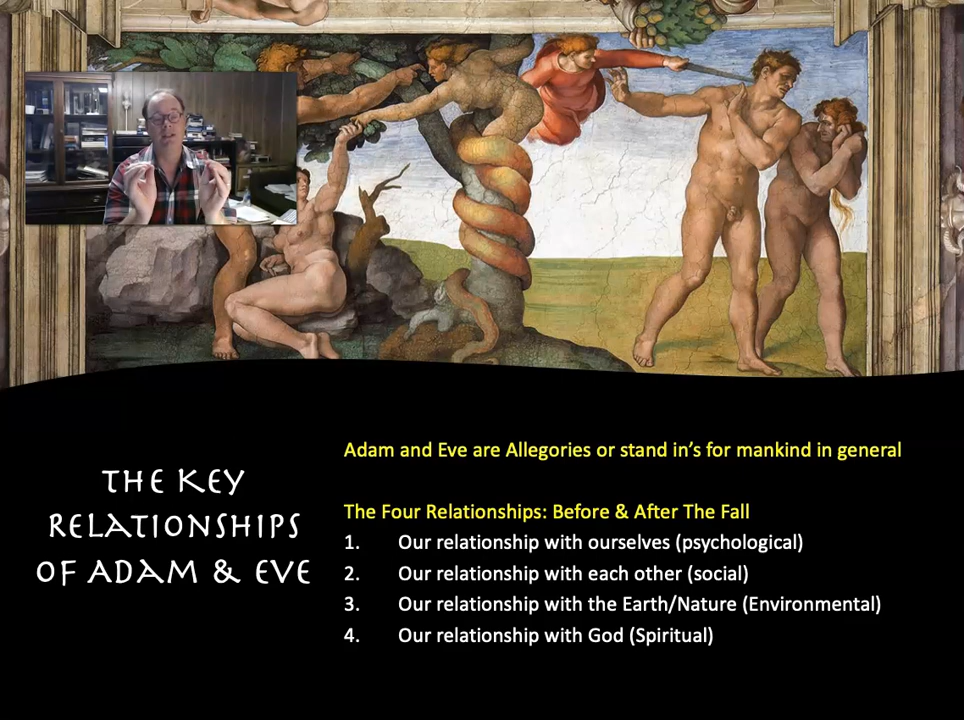 THE KEY
RELATIONSHIPS
OF ADAM & EVE
Adam and Eve are Allegories or stand in's for mankind in general
The Four Relationships: Before & After The Fall
1. Our relationship with ourselves (psychological)
2. Our relationship with each other (social)
3. Our relationship with the Earth/Nature (Environmental)
4. Our relationship with God (Spiritual)